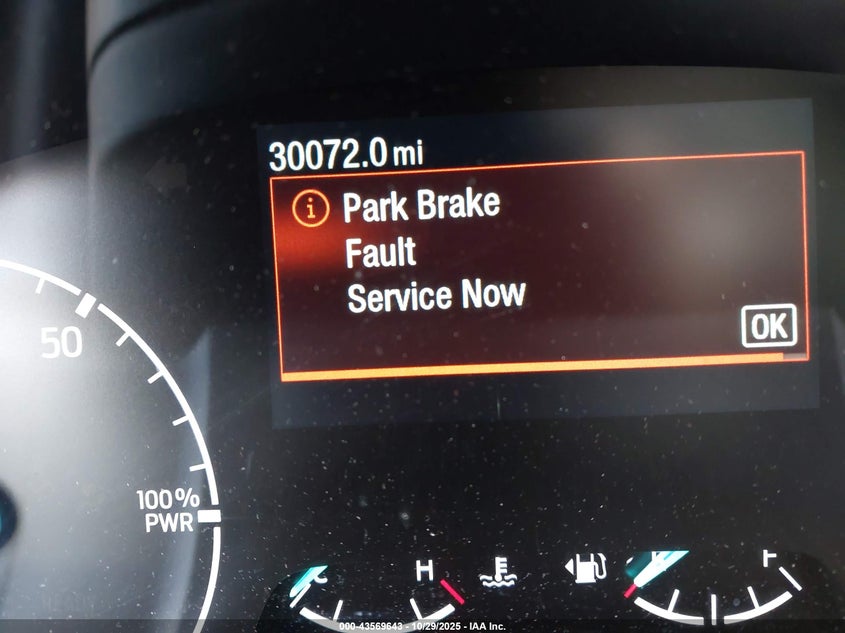 30072.0 mi
Park Brake
Fault
Service Now
OK
50
100%
PWR
H
000-43569643 - 10/29/2025 - IAA Inc.